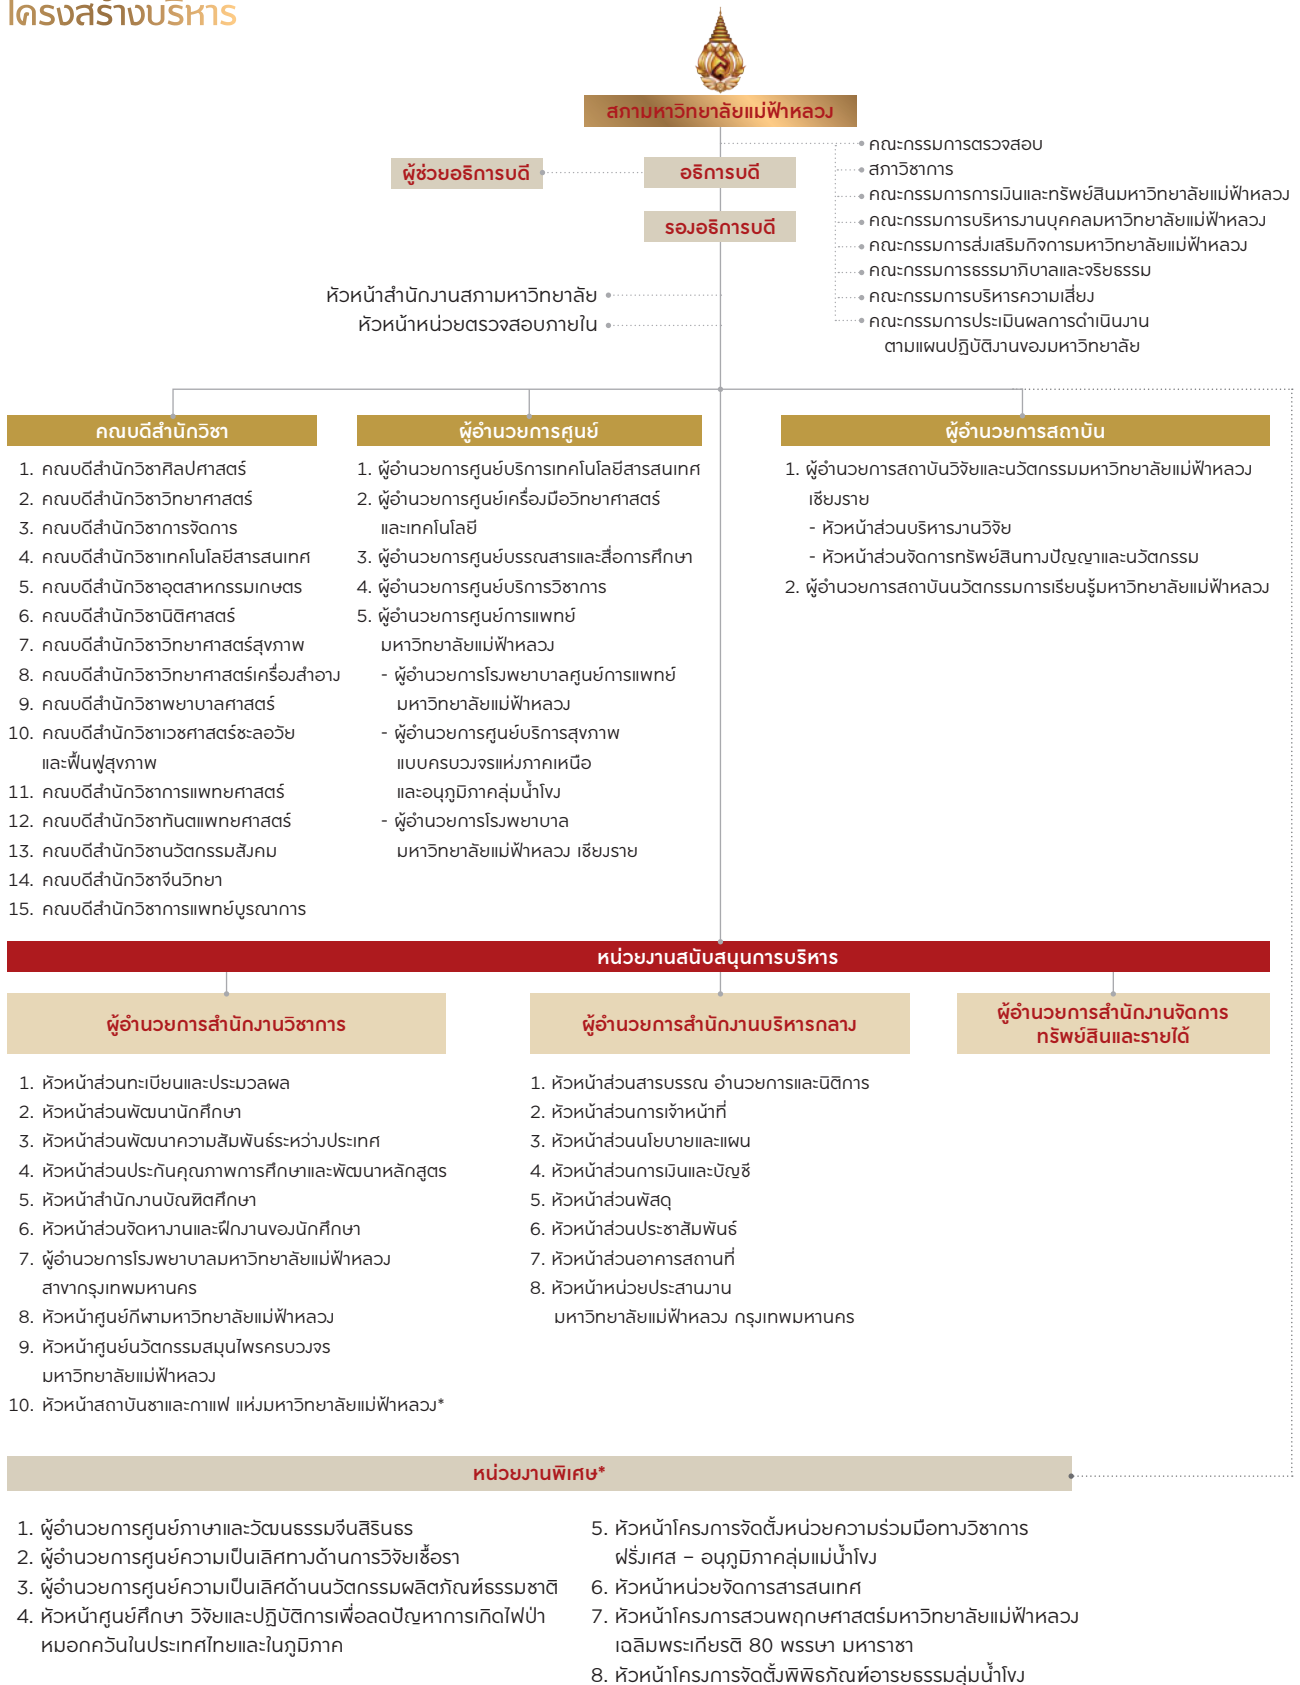 โครงสร้างบริหาร
สภามหาวิทยาลัยแม่ฟ้าหลวง
ผู้ช่วยอธิการบดี
อธิการบดี
รองอธิการบดี
คณะกรรมการตรวจสอบ
สภาวิชาการ
คณะกรรมการการเงินและทรัพย์สินมหาวิทยาลัยแม่ฟ้าหลวง
คณะกรรมการบริหารงานบุคคลมหาวิทยาลัยแม่ฟ้าหลวง
คณะกรรมการส่งเสริมกิจการมหาวิทยาลัยแม่ฟ้าหลวง
คณะกรรมการธรรมาภิบาลและจริยธรรม
คณะกรรมการบริหารความเสี่ยง
คณะกรรมการประเมินผลการดำเนินงาน
ตามแผนปฏิบัติงานของมหาวิทยาลัย
หัวหน้าสำนักงานสภามหาวิทยาลัย
หัวหน้าหน่วยตรวจสอบภายใน
คณบดีสำนักวิชา
1. คณบดีสำนักวิชาศิลปศาสตร์
2. คณบดีสำนักวิชาวิทยาศาสตร์
3. คณบดีสำนักวิชาการจัดการ
4. คณบดีสำนักวิชาเทคโนโลยีสารสนเทศ
5. คณบดีสำนักวิชาอุตสาหกรรมเกษตร
6. คณบดีสำนักวิชานิติศาสตร์
7. คณบดีสำนักวิชาวิทยาศาสตร์สุขภาพ
8. คณบดีสำนักวิชาวิทยาศาสตร์เครื่องสำอาง
9. คณบดีสำนักวิชาพยาบาลศาสตร์
10. คณบดีสำนักวิชาเวชศาสตร์ชะลอวัย
และฟื้นฟูสุขภาพ
11. คณบดีสำนักวิชาการแพทยศาสตร์
12. คณบดีสำนักวิชาทันตแพทยศาสตร์
13. คณบดีสำนักวิชานวัตกรรมสังคม
14. คณบดีสำนักวิชาจีนวิทยา
15. คณบดีสำนักวิชาการแพทย์บูรณาการ
ผู้อำนวยการศูนย์
1. ผู้อำนวยการศูนย์บริการเทคโนโลยีสารสนเทศ
2. ผู้อำนวยการศูนย์เครื่องมือวิทยาศาสตร์
และเทคโนโลยี
3. ผู้อำนวยการศูนย์บรรณสารและสื่อการศึกษา
4. ผู้อำนวยการศูนย์บริการวิชาการ
5. ผู้อำนวยการศูนย์การแพทย์
มหาวิทยาลัยแม่ฟ้าหลวง
- ผู้อำนวยการโรงพยาบาลศูนย์การแพทย์
มหาวิทยาลัยแม่ฟ้าหลวง
- ผู้อำนวยการศูนย์บริการสุขภาพ
แบบครบวงจรแห่งภาคเหนือ
และอนุภูมิภาคลุ่มน้ำโขง
- ผู้อำนวยการโรงพยาบาล
มหาวิทยาลัยแม่ฟ้าหลวง เชียงราย
ผู้อำนวยการสถาบัน
1. ผู้อำนวยการสถาบันวิจัยและนวัตกรรมมหาวิทยาลัยแม่ฟ้าหลวง
เชียงราย
- หัวหน้าส่วนบริหารงานวิจัย
- หัวหน้าส่วนจัดการทรัพย์สินทางปัญญาและนวัตกรรม
2. ผู้อำนวยการสถาบันนวัตกรรมการเรียนรู้มหาวิทยาลัยแม่ฟ้าหลวง
หน่วยงานสนับสนุนการบริหาร
ผู้อำนวยการสำนักงานวิชาการ
1. หัวหน้าส่วนทะเบียนและประมวลผล
2. หัวหน้าส่วนพัฒนานักศึกษา
3. หัวหน้าส่วนพัฒนาความสัมพันธ์ระหว่างประเทศ
4. หัวหน้าส่วนประกันคุณภาพการศึกษาและพัฒนาหลักสูตร
5. หัวหน้าสำนักงานบัณฑิตศึกษา
6. หัวหน้าส่วนจัดหางานและฝึกงานของนักศึกษา
7. ผู้อำนวยการโรงพยาบาลมหาวิทยาลัยแม่ฟ้าหลวง
สาขากรุงเทพมหานคร
8. หัวหน้าศูนย์กีฬามหาวิทยาลัยแม่ฟ้าหลวง
9. หัวหน้าศูนย์นวัตกรรมสมุนไพรครบวงจร
มหาวิทยาลัยแม่ฟ้าหลวง
10. หัวหน้าสถาบันชาและกาแฟ แห่งมหาวิทยาลัยแม่ฟ้าหลวง*
ผู้อำนวยการสำนักงานบริหารกลาง
1. หัวหน้าส่วนสารบรรณ อำนวยการและนิติการ
2. หัวหน้าส่วนการเจ้าหน้าที่
3. หัวหน้าส่วนนโยบายและแผน
4. หัวหน้าส่วนการเงินและบัญชี
5. หัวหน้าส่วนพัสดุ
6. หัวหน้าส่วนประชาสัมพันธ์
7. หัวหน้าส่วนอาคารสถานที่
8. หัวหน้าหน่วยประสานงาน
มหาวิทยาลัยแม่ฟ้าหลวง กรุงเทพมหานคร
ผู้อำนวยการสำนักงานจัดการ
ทรัพย์สินและรายได้
หน่วยงานพิเศษ*
1. ผู้อำนวยการศูนย์ภาษาและวัฒนธรรมจีนสิรินธร
2. ผู้อำนวยการศูนย์ความเป็นเลิศทางด้านการวิจัยเชื้อรา
3. ผู้อำนวยการศูนย์ความเป็นเลิศด้านนวัตกรรมผลิตภัณฑ์ธรรมชาติ
4. หัวหน้าศูนย์ศึกษา วิจัยและปฏิบัติการเพื่อลดปัญหาการเกิดไฟป่า
หมอกควันในประเทศไทยและในภูมิภาค
5. หัวหน้าโครงการจัดตั้งหน่วยความร่วมมือทางวิชาการ
ฝรั่งเศส – อนุภูมิภาคลุ่มแม่น้ำโขง
6. หัวหน้าหน่วยจัดการสารสนเทศ
7. หัวหน้าโครงการสวนพฤกษศาสตร์มหาวิทยาลัยแม่ฟ้าหลวง
เฉลิมพระเกียรติ 80 พรรษา มหาราชา
8. หัวหน้าโครงการจัดตั้งพิพิธภัณฑ์อารยธรรมลุ่มน้ำโขง